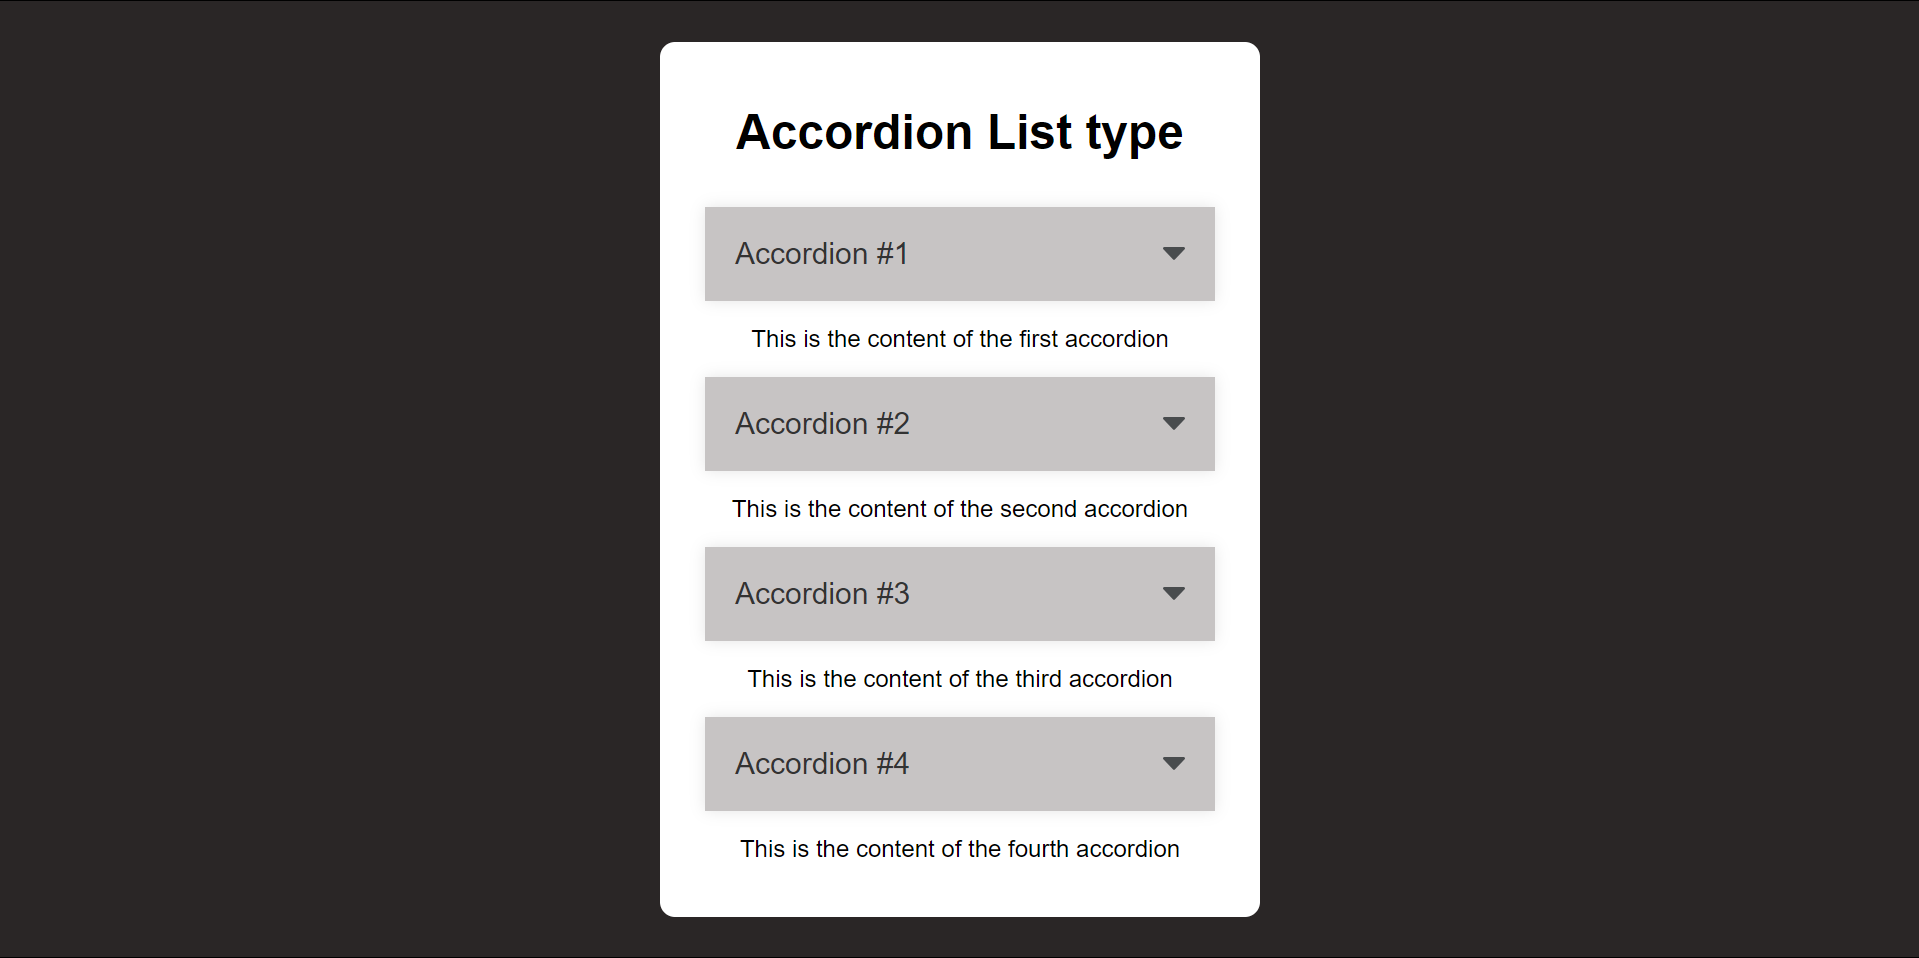 Accordion List type
Accordion #1
This is the content of the first accordion
Accordion #2
This is the content of the second accordion
Accordion #3
This is the content of the third accordion
Accordion #4
This is the content of the fourth accordion